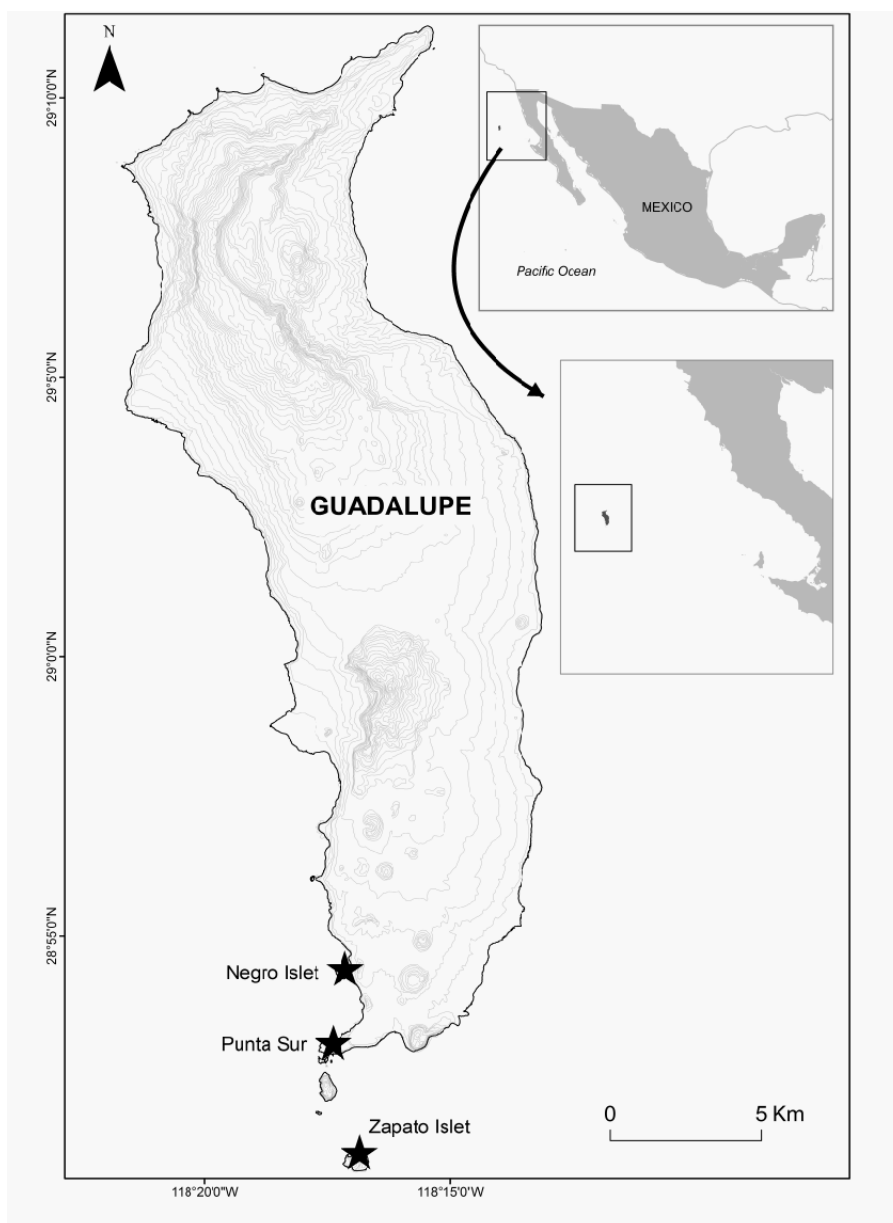 N
29°10'0"N
29°5'0"N
29°0'0"N
28°55'0"N
MEXICO
Pacific Ocean
GUADALUPE
Negro Islet
Punta Sur
Zapato Islet
0 5 Km
118°20'0"W 118°15'0"W